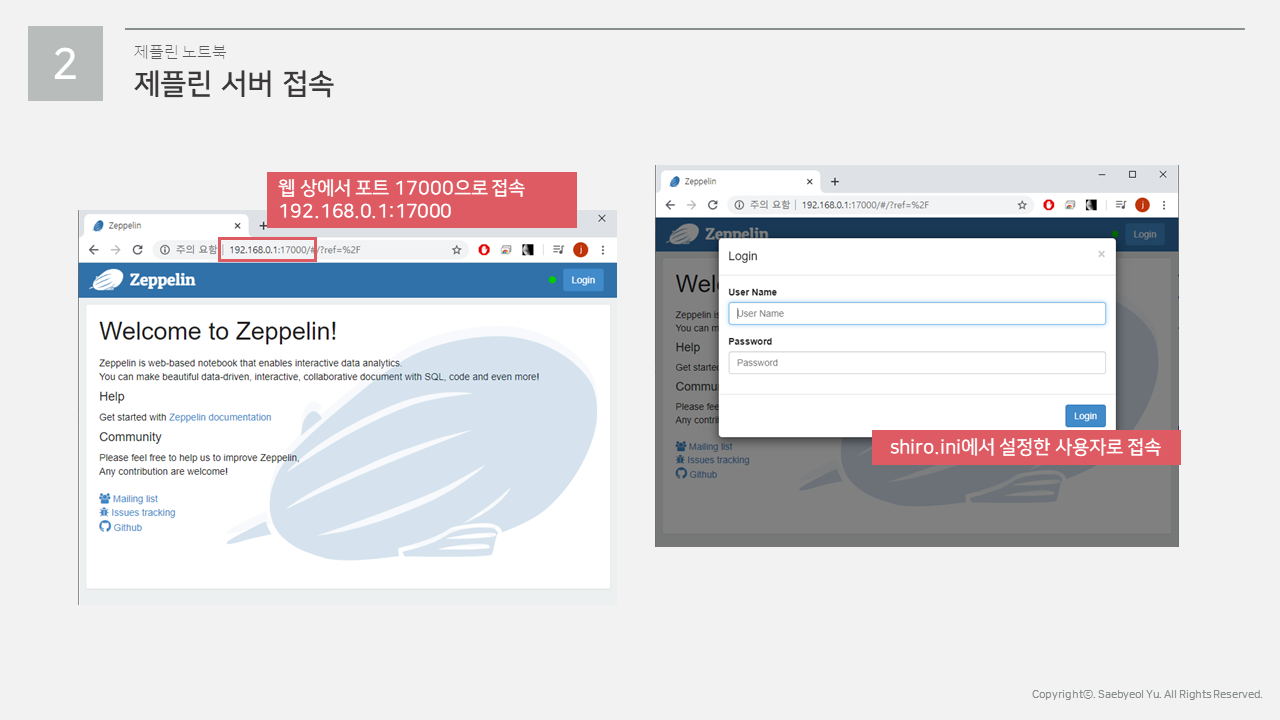 2
제플린 노트북
제플린 서버 접속
웹 상에서 포트 17000으로 접속
192.168.0.1:17000
Zeppelin
주의 요함 | 192.168.0.1:17000/#/?ref=%2F
Zeppelin
Login
Welcome to Zeppelin!
Zeppelin is web-based notebook that enables interactive data analytics.
You can make beautiful data-driven, interactive, collaborative document with SQL, code and even more!
Help
Get started with Zeppelin documentation
Community
Please feel free to help us to improve Zeppelin,
Any contribution are welcome!
Mailing list
Issues tracking
Github
Zeppelin
주의 요함 | 192.168.0.1:17000/#/?ref=%2F
Zeppelin
Login
Login
Wel
User Name
User Name
Zeppelin is
You can m
Password
Help
Password
Get started
Commu
Please fee
Any contri
Login
shiro.ini에서 설정한 사용자로 접속
Mailing list
Issues tracking
Github
Copyrightⓒ. Saebyeol Yu. All Rights Reserved.